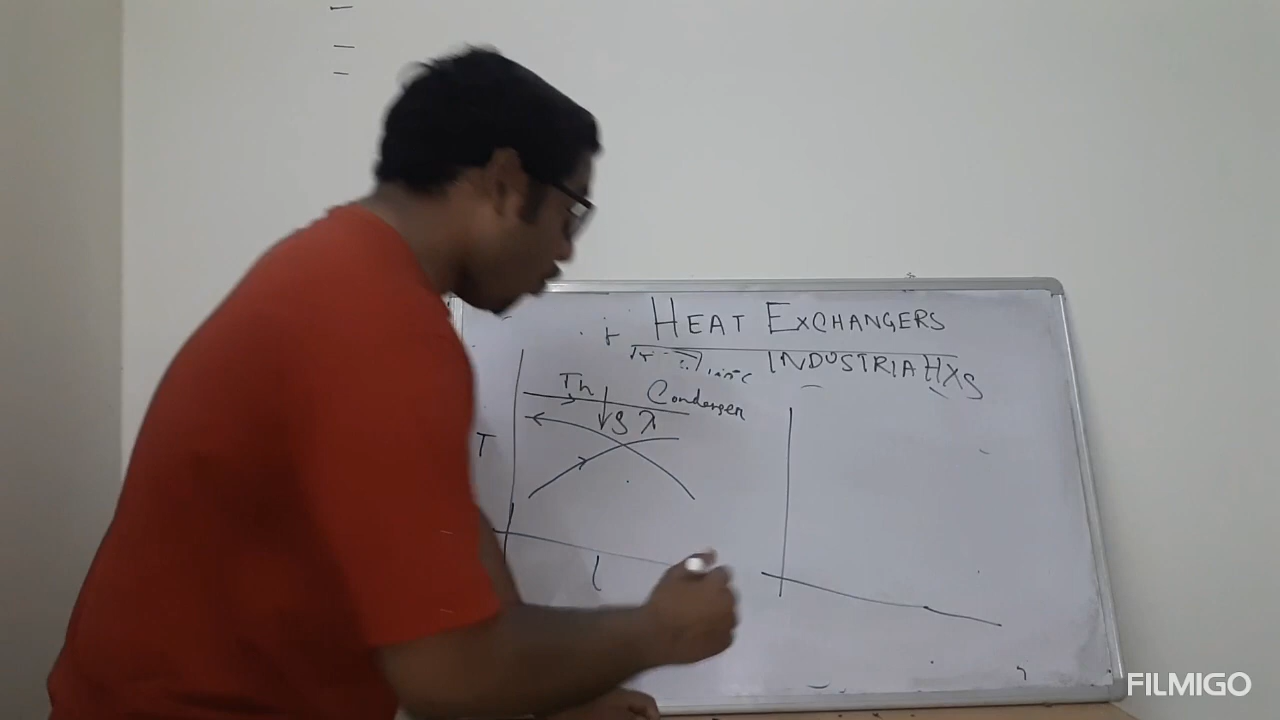 HEAT EXCHANGERS
INDUSTRIAL HXS
Th
Condenser
λ
T
L
FILMIGO